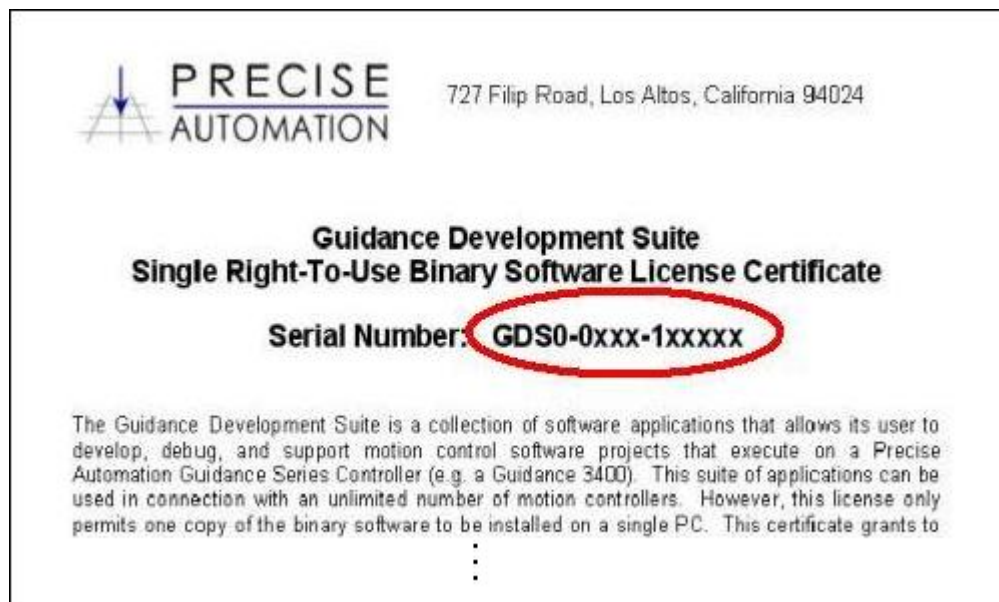 PRECISE
AUTOMATION
727 Filip Road, Los Altos, California 94024
Guidance Development Suite
Single Right-To-Use Binary Software License Certificate
Serial Number: GDS0-0xxx-1xxxxx
The Guidance Development Suite is a collection of software applications that allows its user to
develop, debug, and support motion control software projects that execute on a Precise
Automation Guidance Series Controller (e.g. a Guidance 3400). This suite of applications can be
used in connection with an unlimited number of motion controllers. However, this license only
permits one copy of the binary software to be installed on a single PC. This certificate grants to